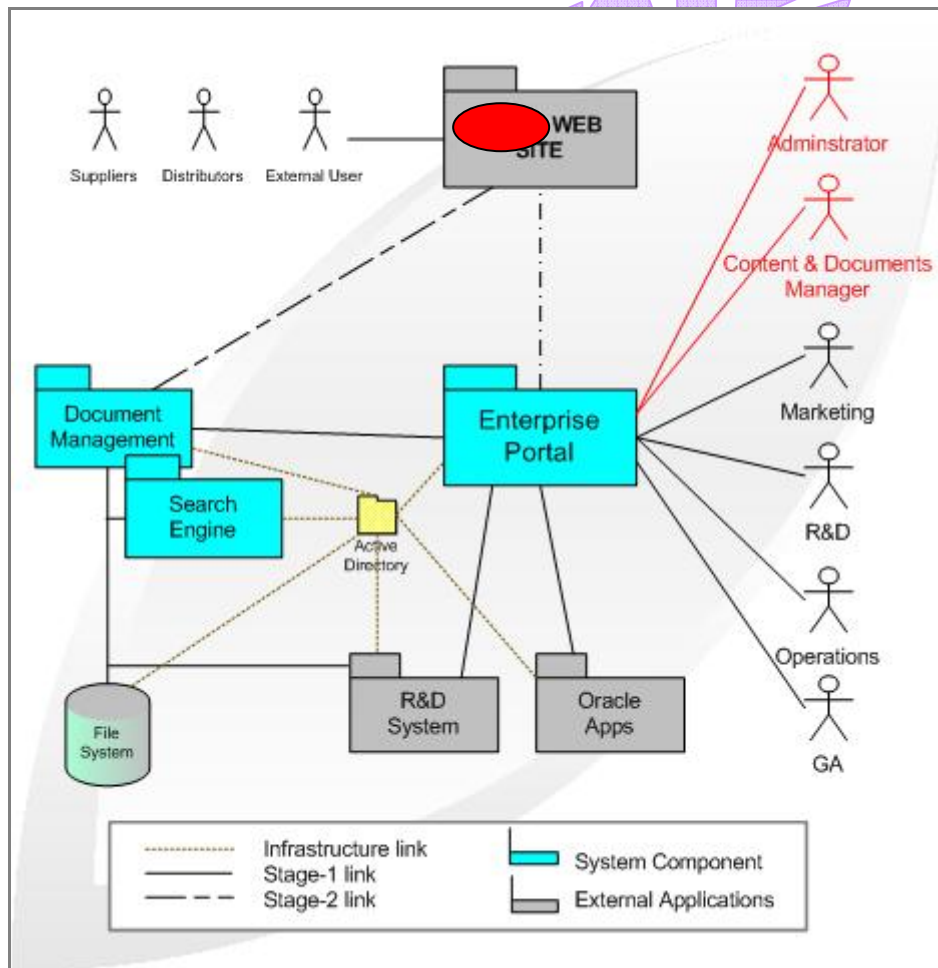 WEB
SITE
Suppliers
Distributors
External User
Adminstrator
Content & Documents
Manager
Marketing
R&D
Operations
GA
Document
Management
Enterprise
Portal
Search
Engine
Active
Directory
File
System
R&D
System
Oracle
Apps
Infrastructure link
Stage-1 link
Stage-2 link
System Component
External Applications